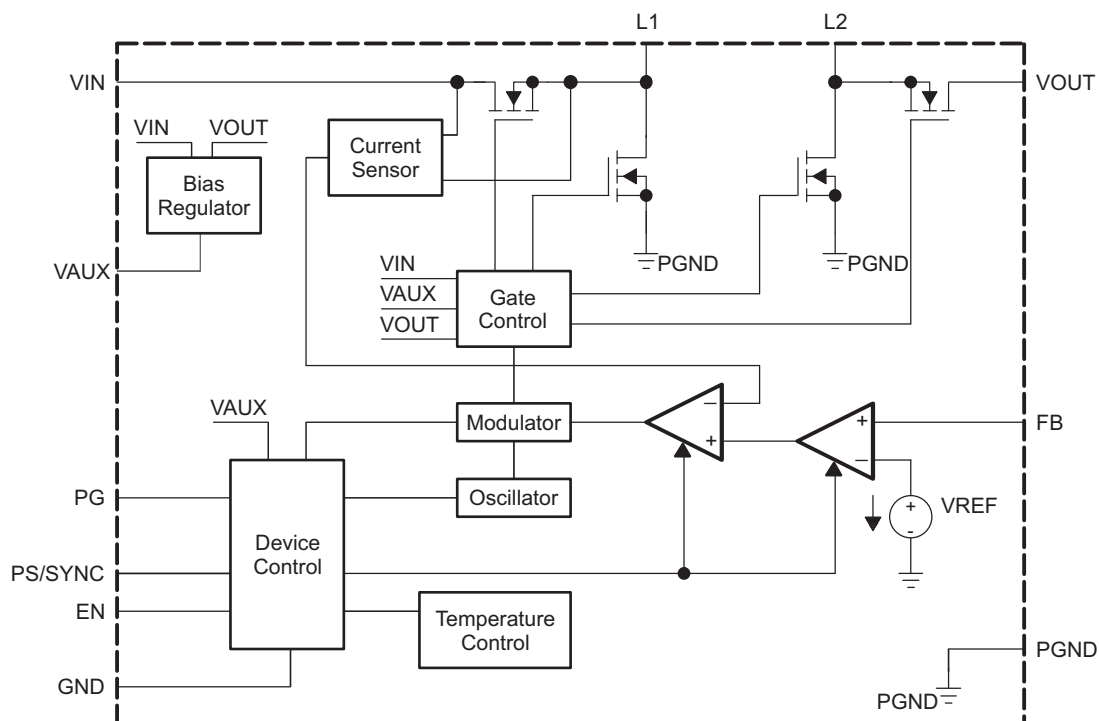 L1
L2
VIN
VOUT
Current
Sensor
VIN
VOUT
Bias
Regulator
VAUX
PGND
PGND
VIN
VAUX
VOUT
Gate
Control
VAUX
Modulator
−
+
+
−
FB
PG
Oscillator
+
-
VREF
Device
Control
PS/SYNC
EN
Temperature
Control
GND
PGND
PGND